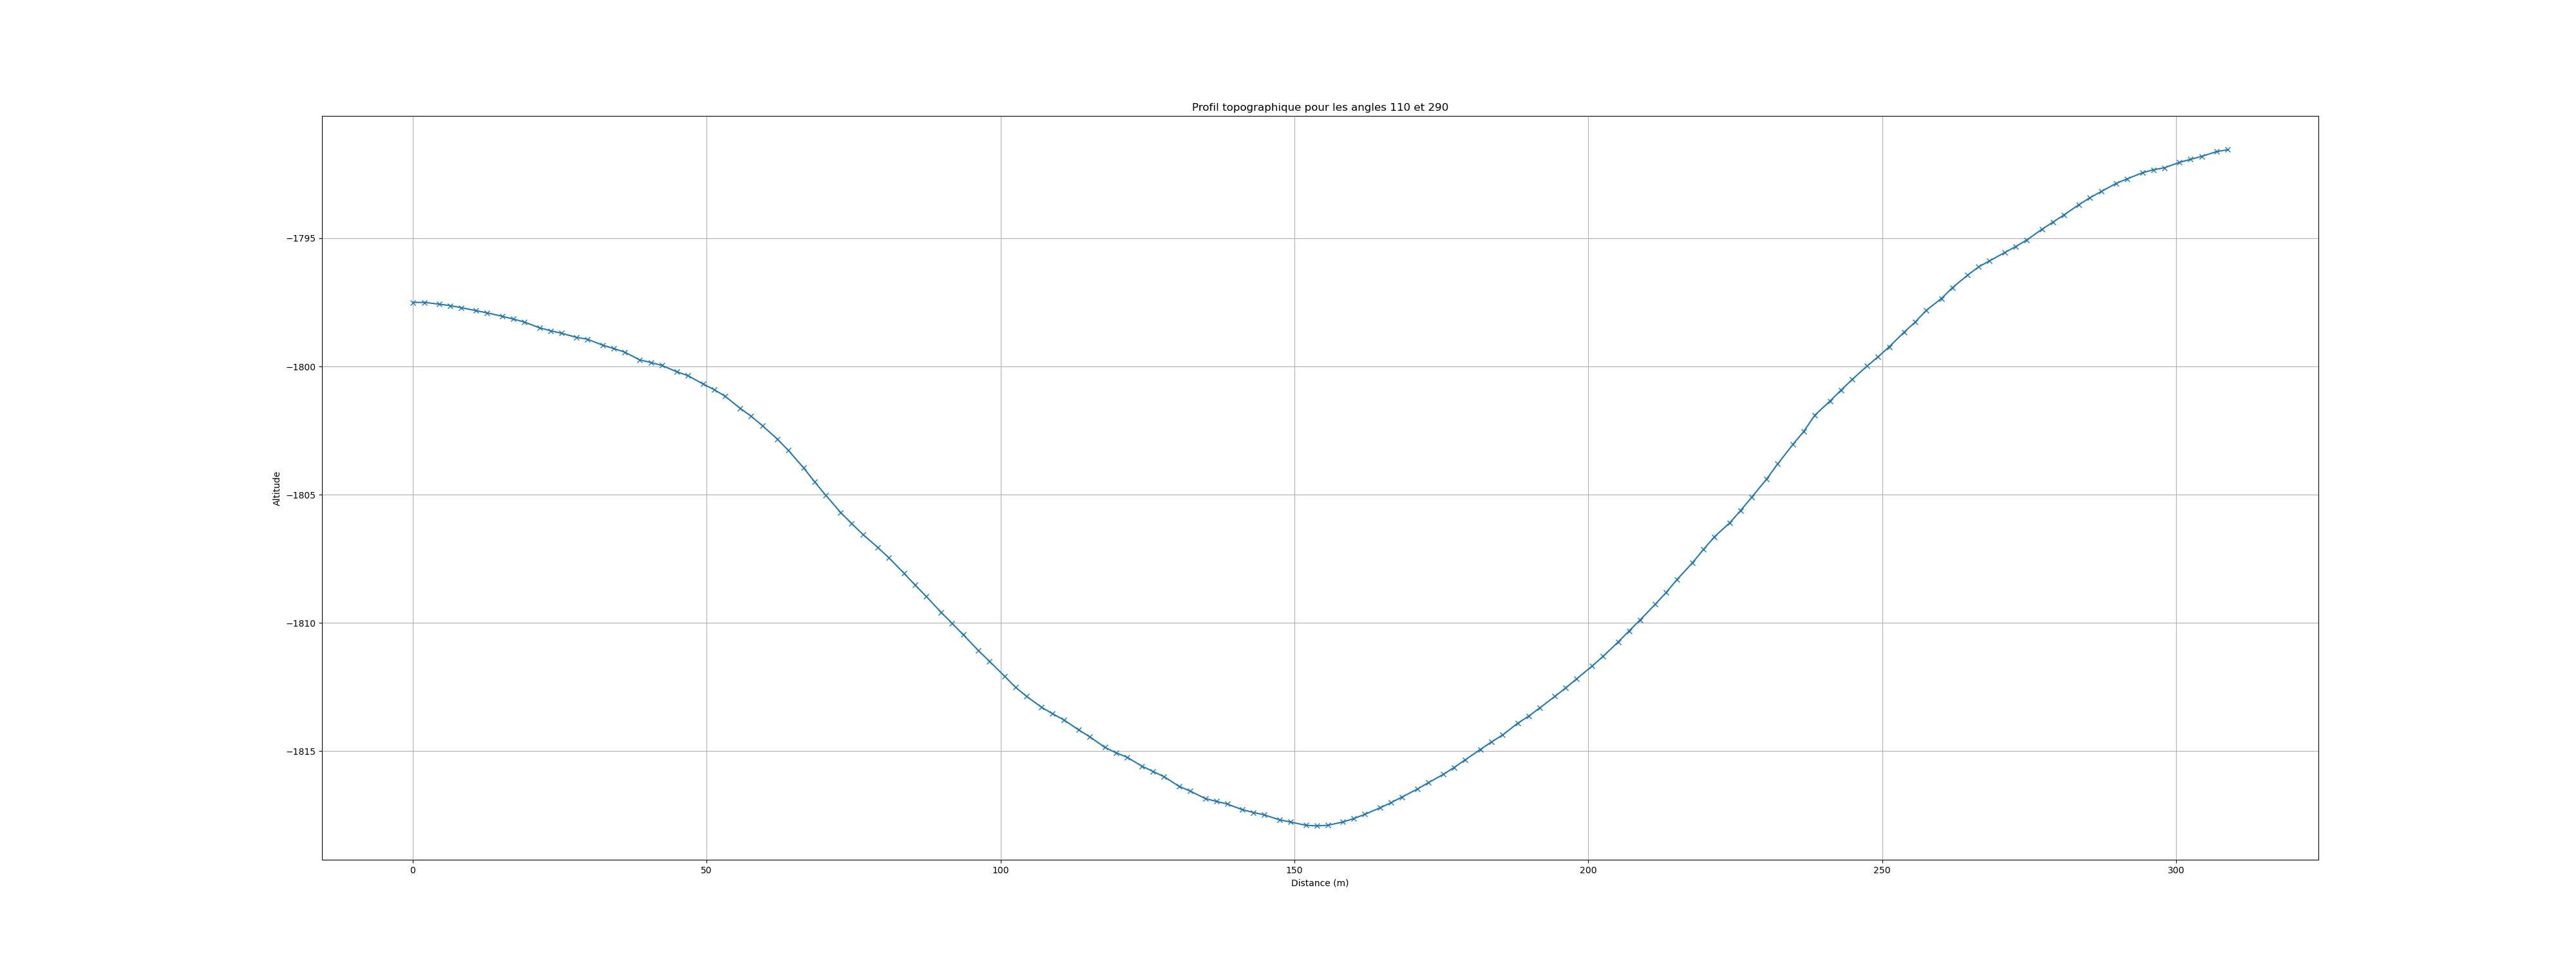 Profil topographique pour les angles 110 et 290
Altitude
−1795
−1800
−1805
−1810
−1815
0 50 100 150 200 250 300
Distance (m)